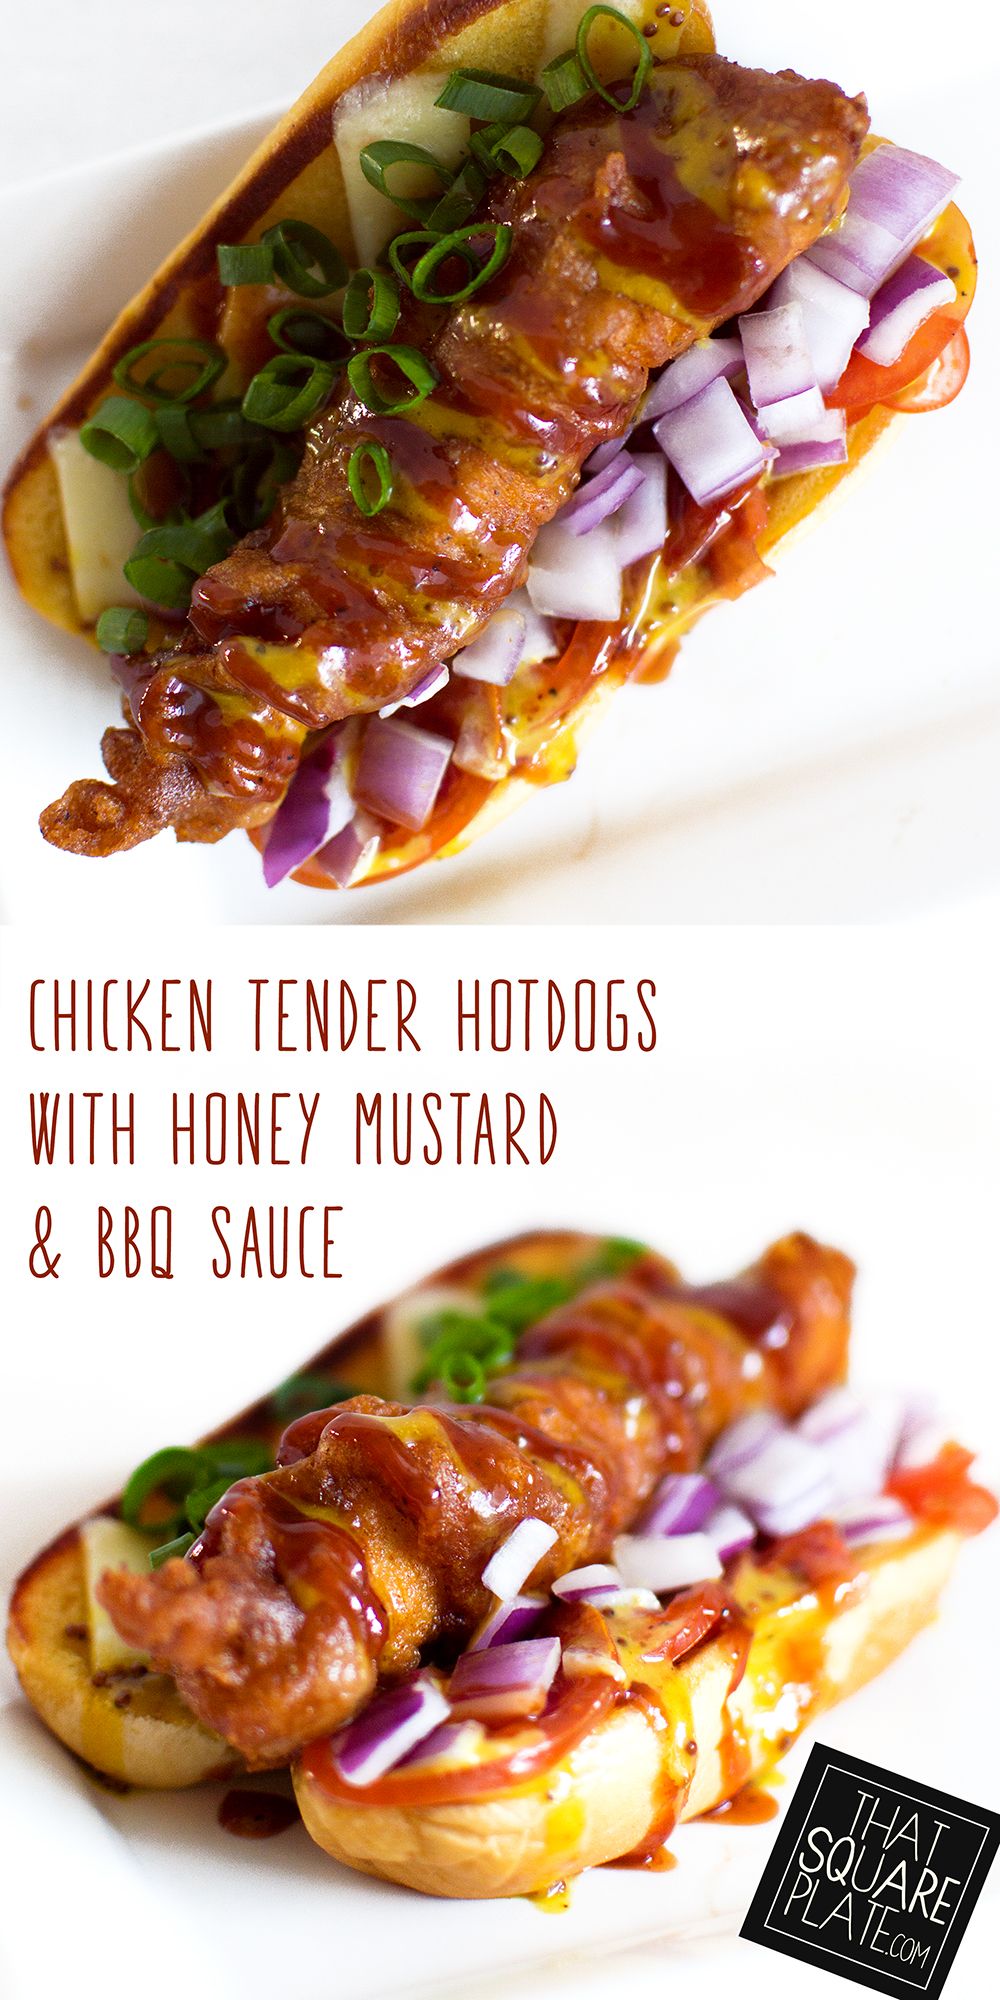 CHICKEN TENDER HOTDOGS
WITH HONEY MUSTARD
& BBQ SAUCE
THAT
SQUARE
PLATE.COM